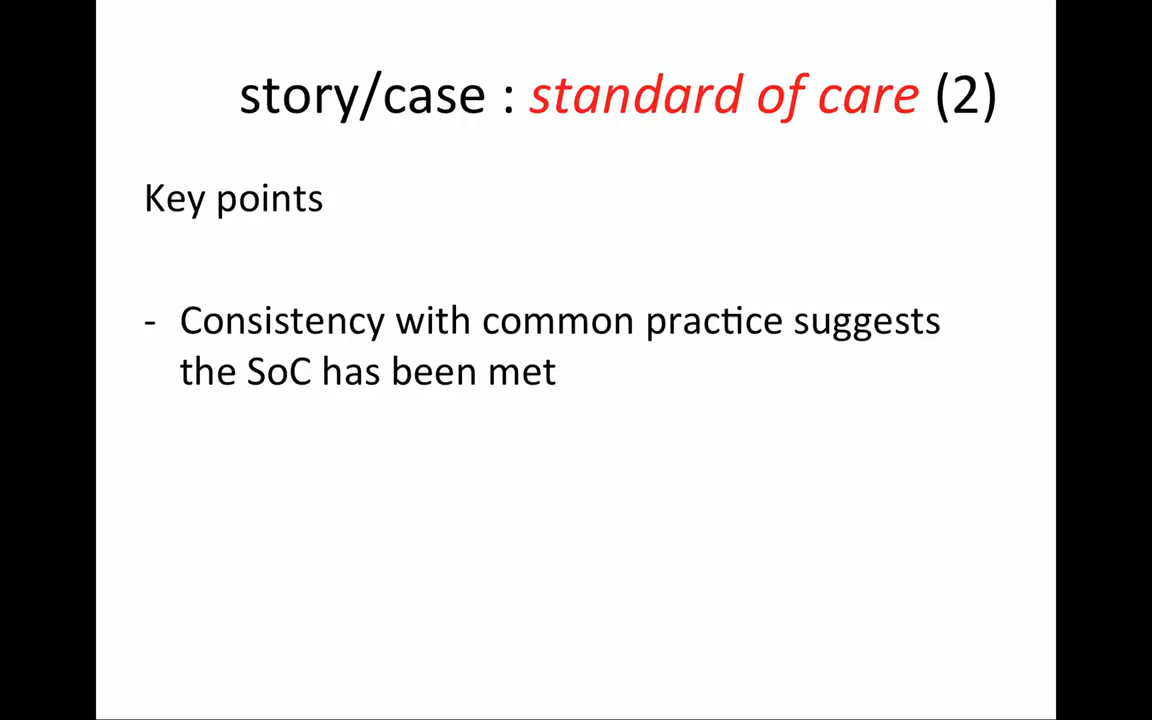 story/case : standard of care (2)
Key points
- Consistency with common practice suggests
the SoC has been met